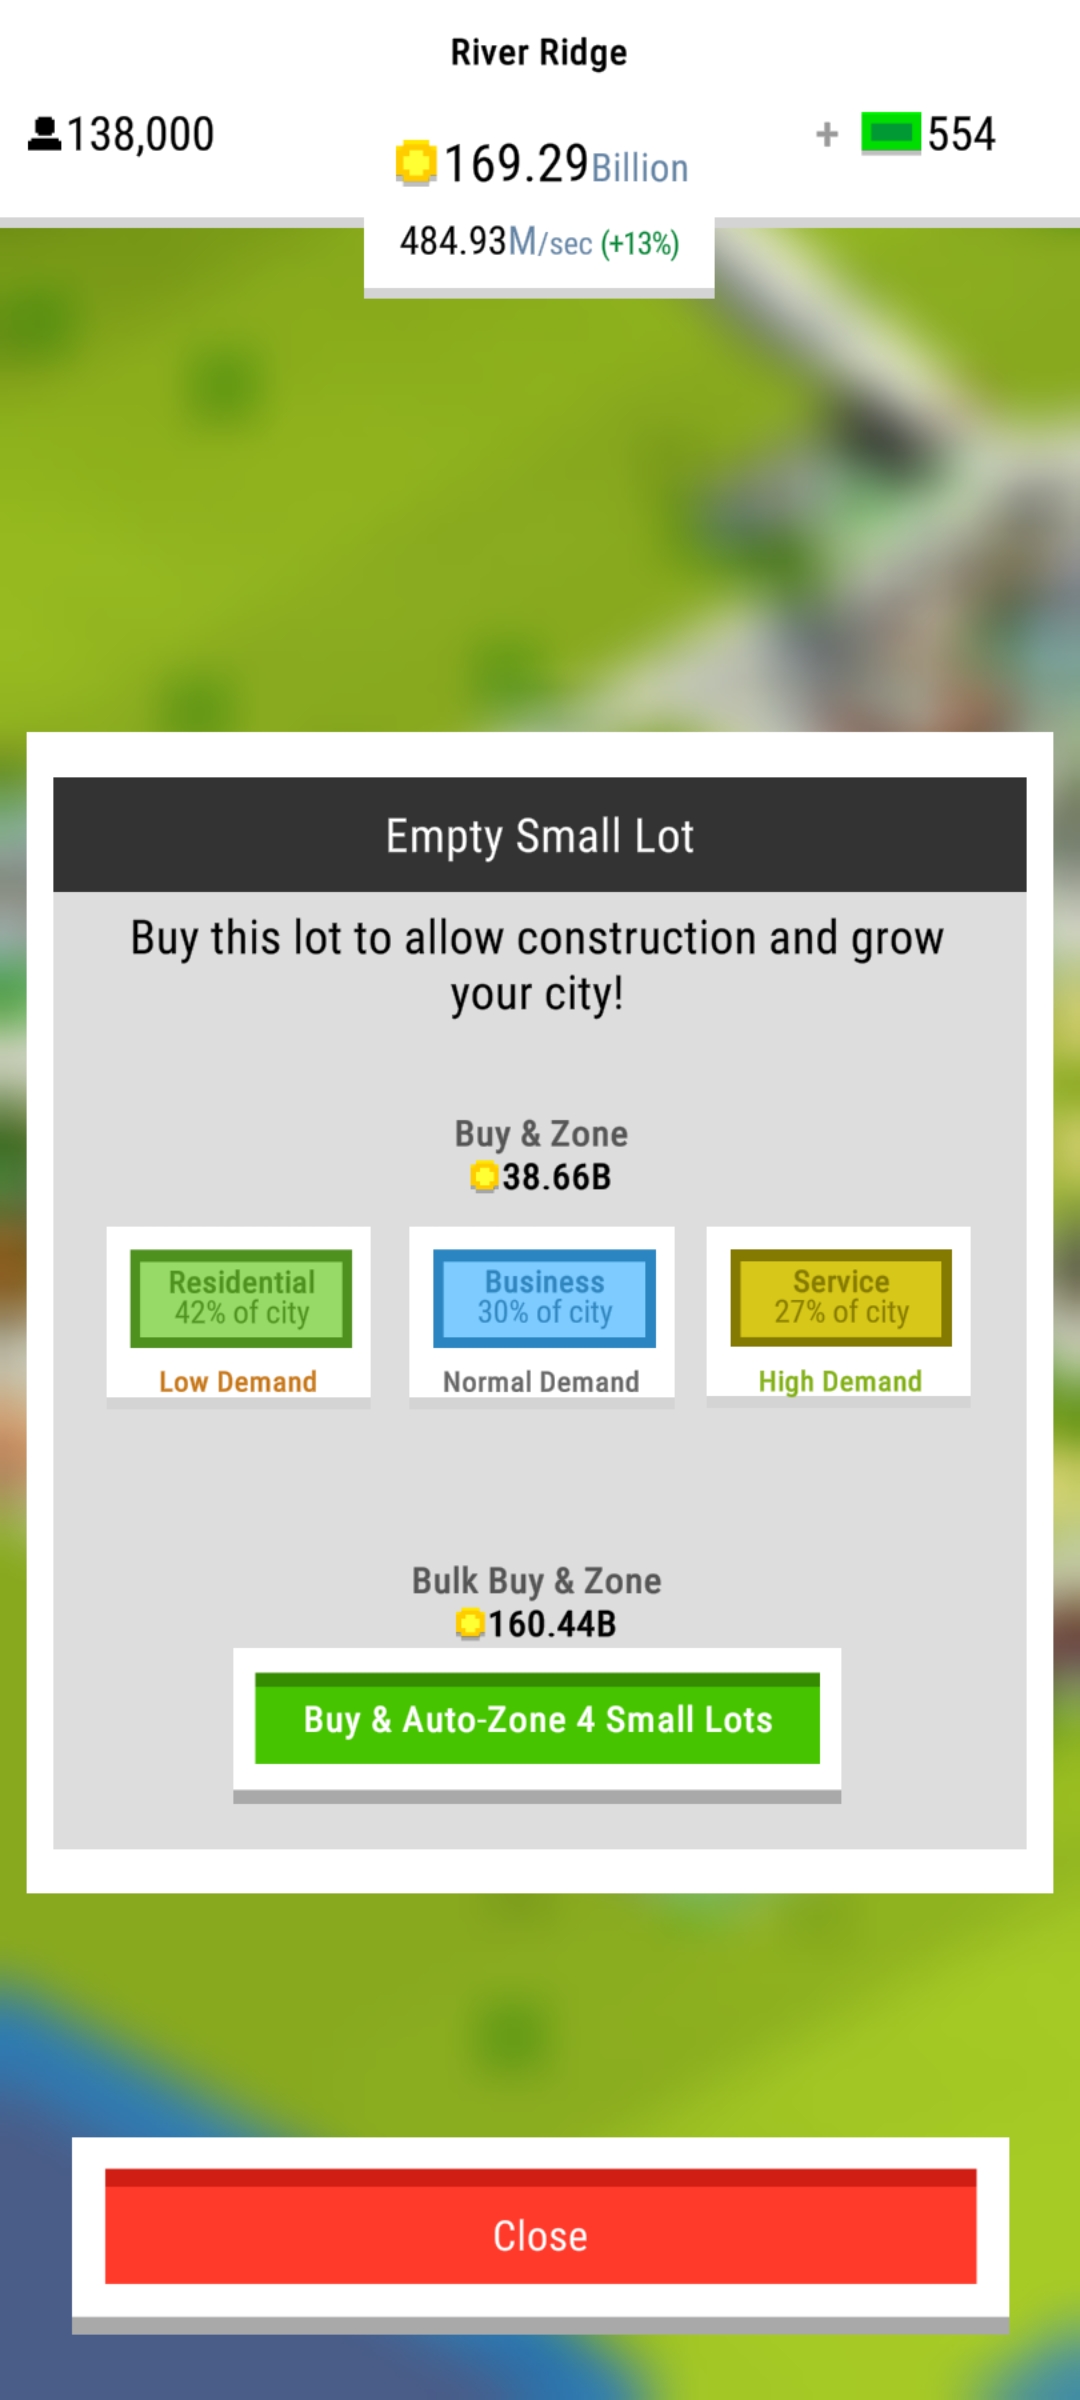 River Ridge
138,000
169.29Billion
+ 554
484.93M/sec (+13%)
Empty Small Lot
Buy this lot to allow construction and grow
your city!
Buy & Zone
38.66B
Residential
42% of city
Low Demand
Business
30% of city
Normal Demand
Service
27% of city
High Demand
Bulk Buy & Zone
160.44B
Buy & Auto-Zone 4 Small Lots
Close